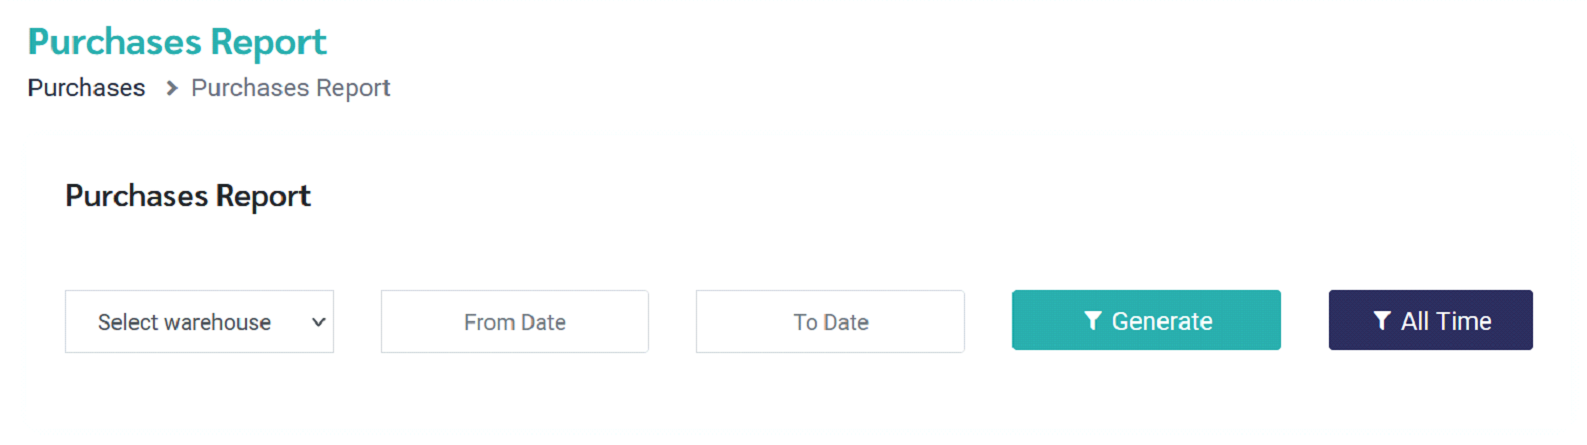 Purchases Report
Purchases > Purchases Report
Purchases Report
Select warehouse From Date To Date Generate All Time